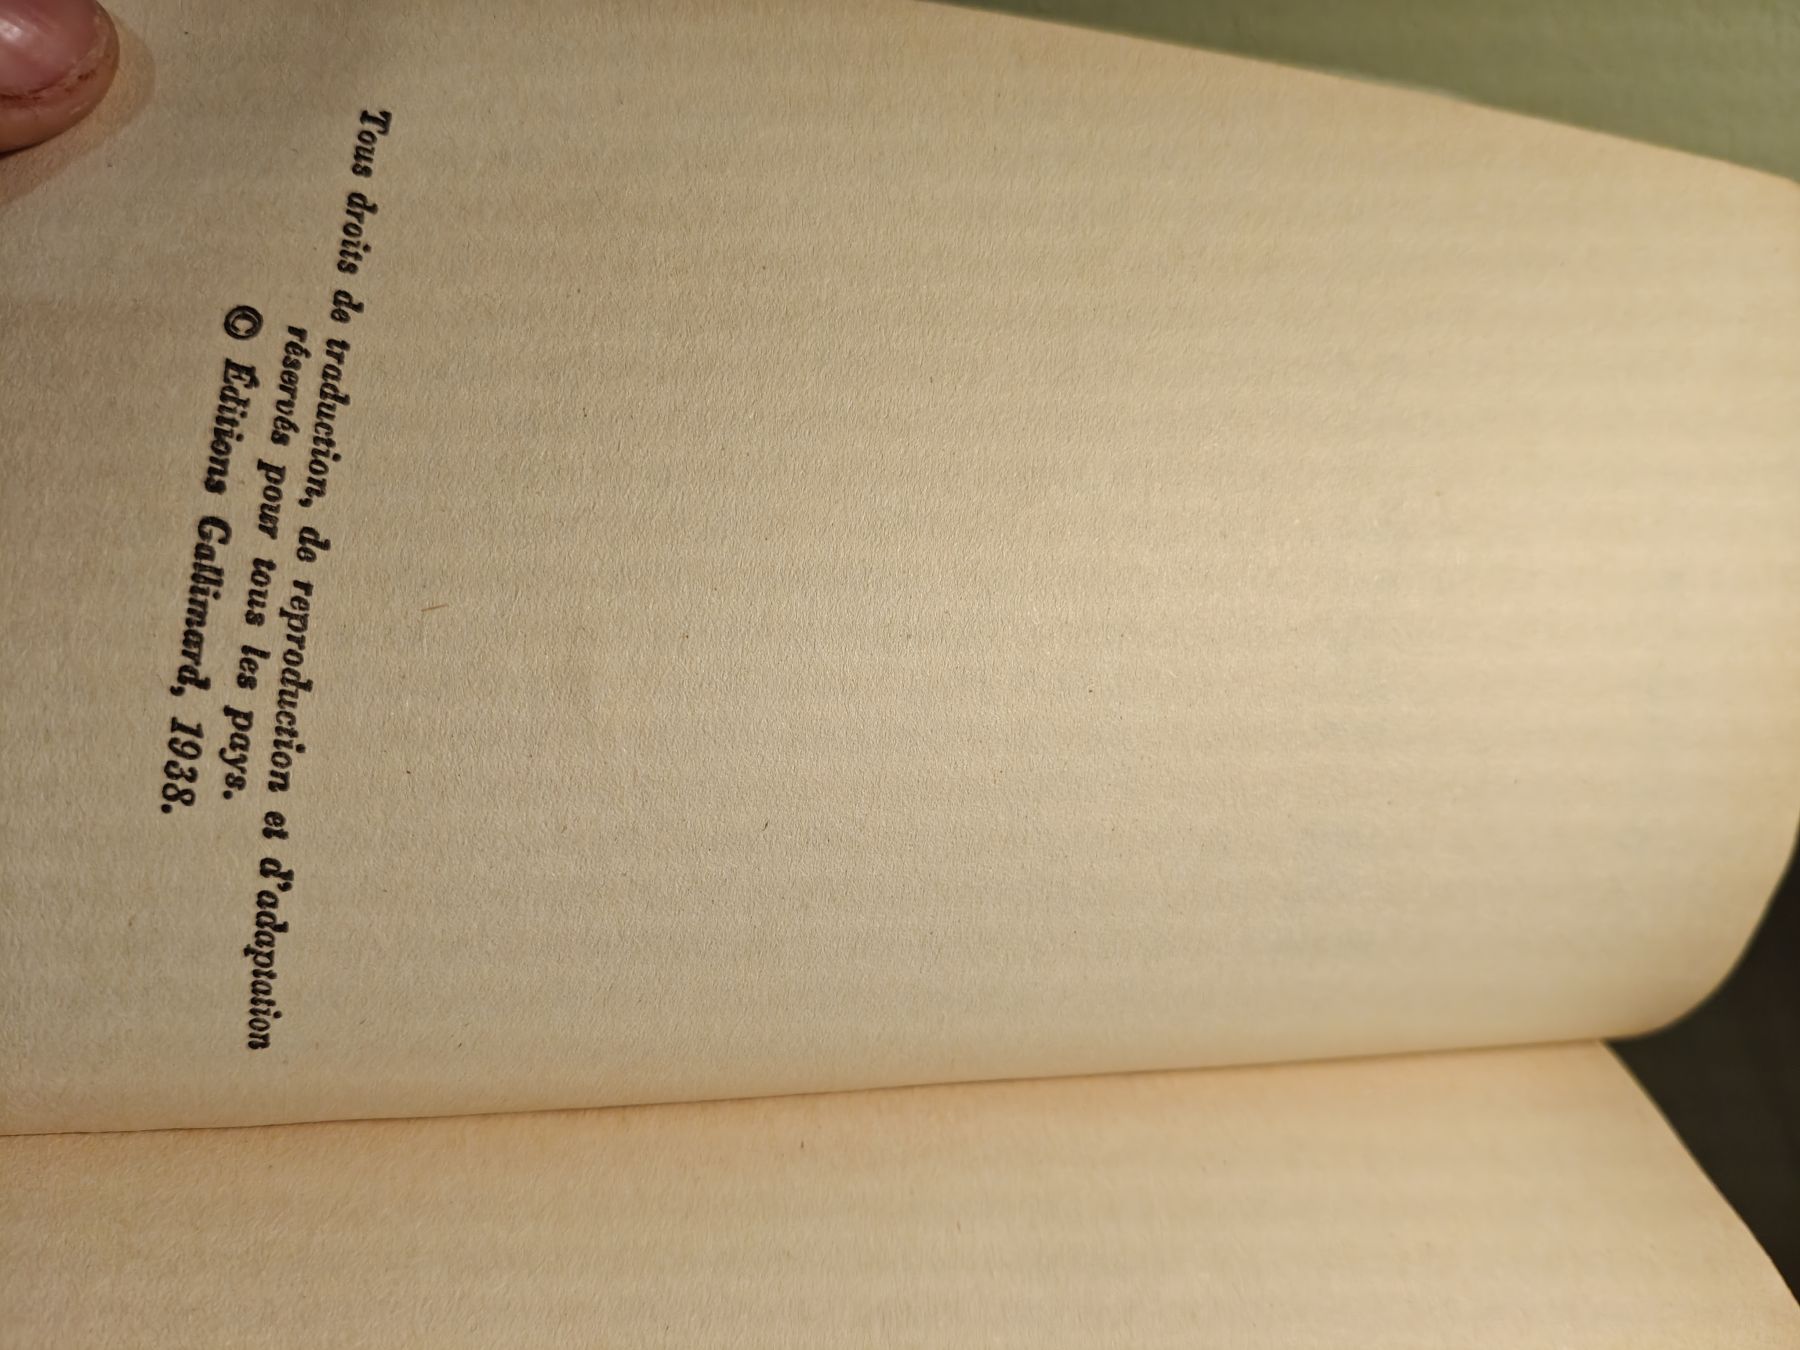 Tous droits de traduction, de reproduction et d'adaptation
réservés pour tous les pays.
© Éditions Gallimard, 1938.